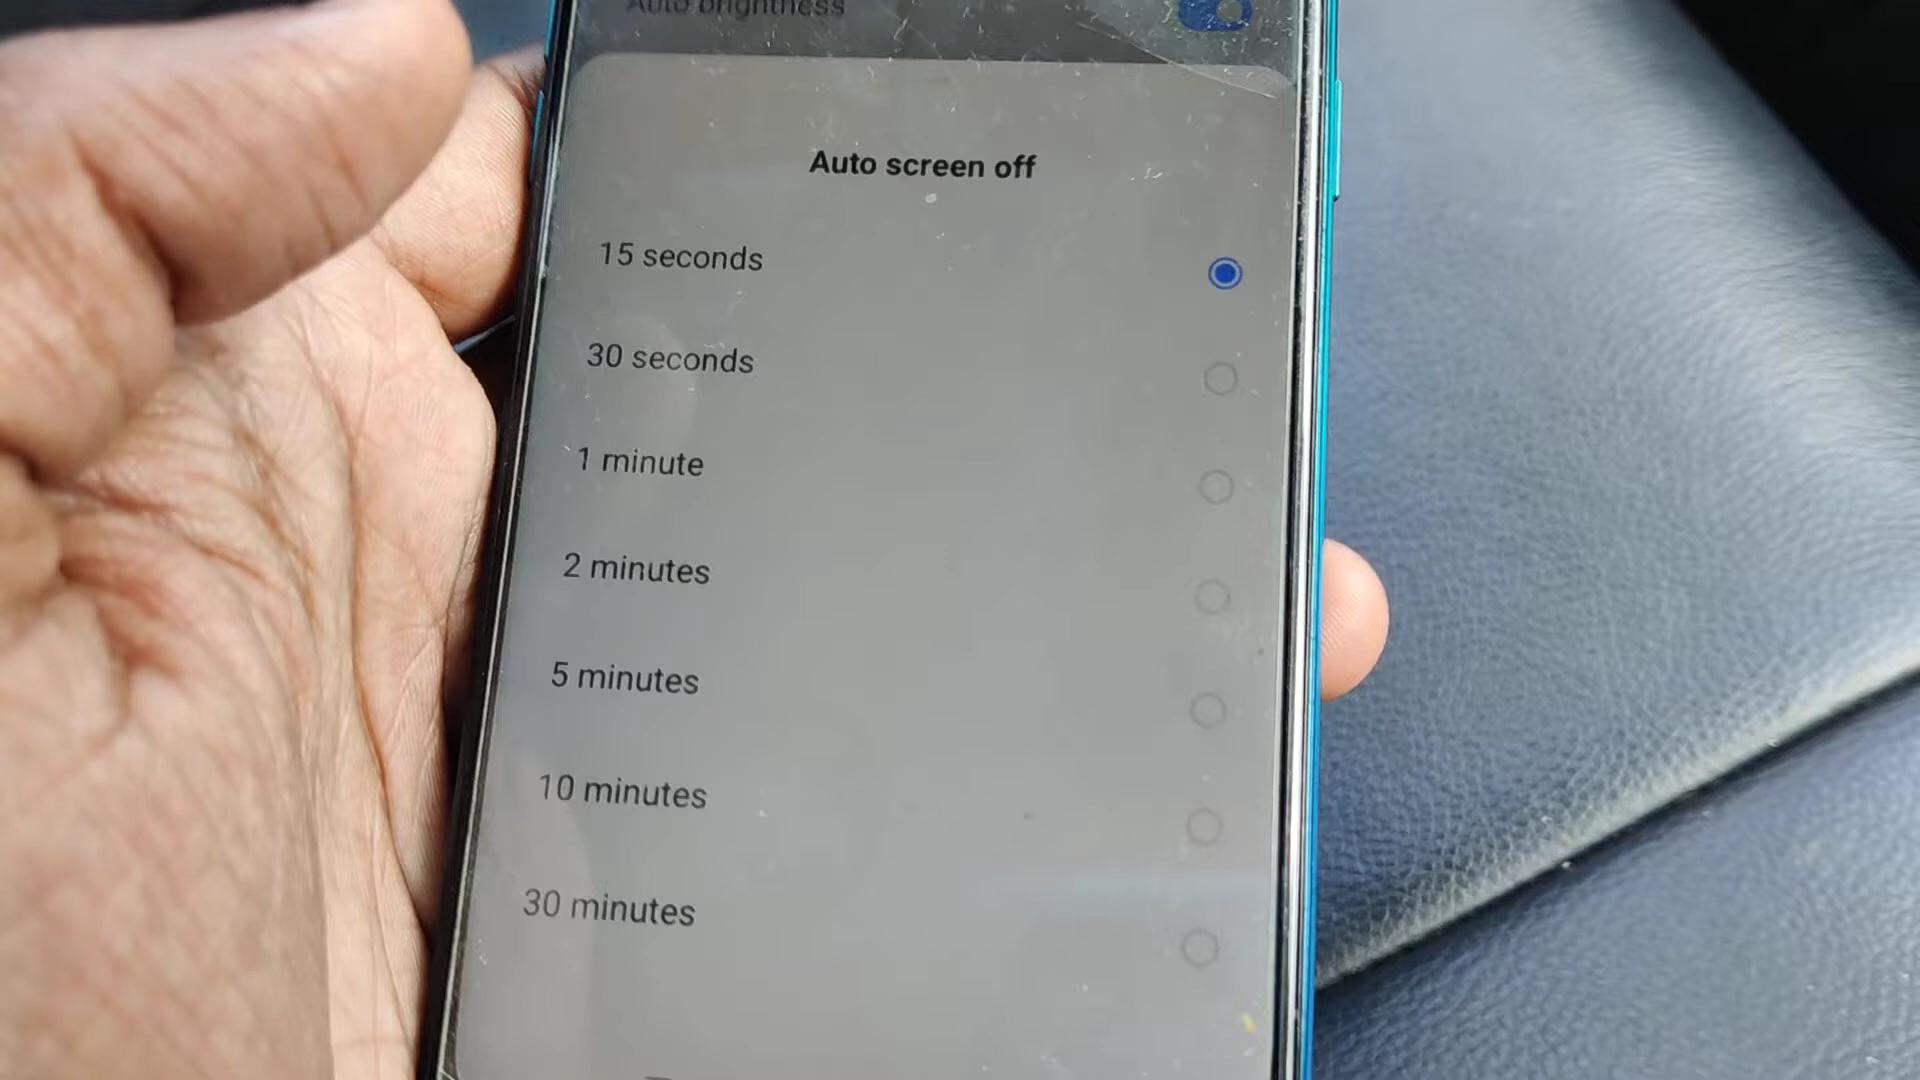 Auto brightness
Auto screen off
15 seconds
30 seconds
1 minute
2 minutes
5 minutes
10 minutes
30 minutes